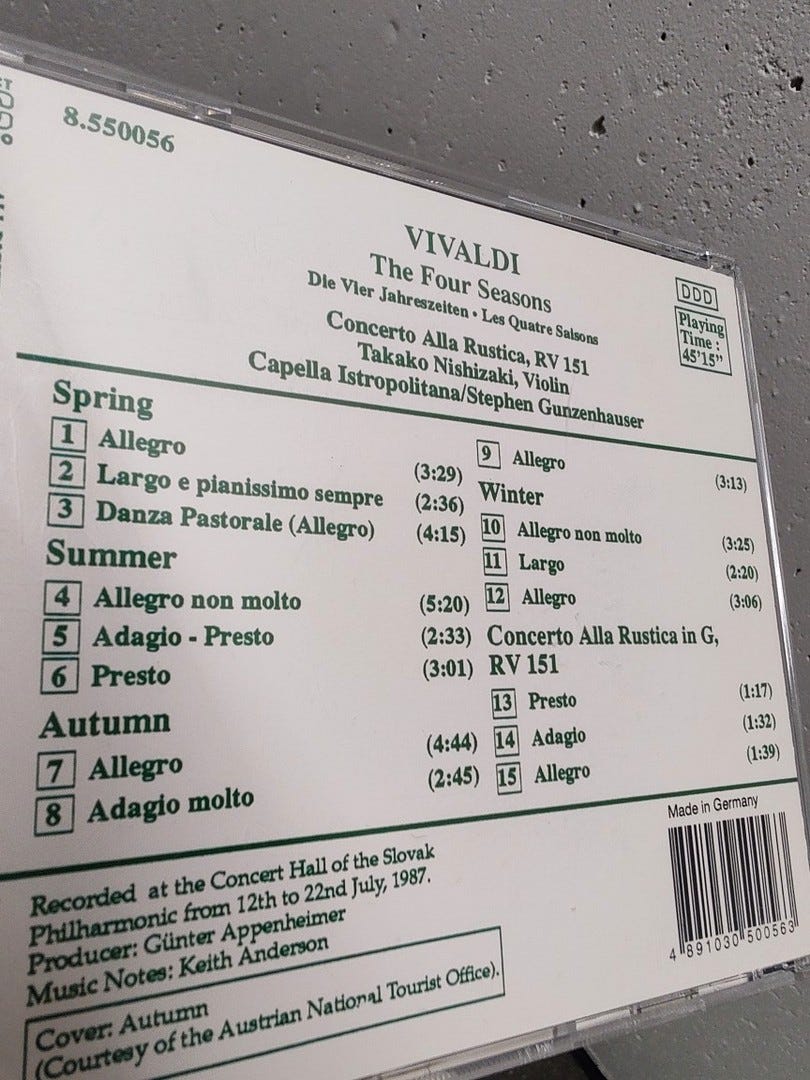 8.550056
VIVALDI
The Four Seasons
Die Vier Jahreszeiten • Les Quatre Saisons
Concerto Alla Rustica, RV 151
Takako Nishizaki, Violin
Capella Istropolitana/Stephen Gunzenhauser
DDD
Playing
Time :
45'15"
Spring
1 Allegro (3:29)
2 Largo e pianissimo sempre (2:36)
3 Danza Pastorale (Allegro) (4:15)
Summer
4 Allegro non molto (5:20)
5 Adagio - Presto (2:33)
6 Presto (3:01)
Autumn
7 Allegro (4:44)
8 Adagio molto (2:45)
9 Allegro (3:13)
Winter
10 Allegro non molto (3:25)
11 Largo (2:20)
12 Allegro (3:06)
Concerto Alla Rustica in G,
RV 151
13 Presto (1:17)
14 Adagio (1:32)
15 Allegro (1:39)
Recorded at the Concert Hall of the Slovak
Philharmonic from 12th to 22nd July, 1987.
Producer: Günter Appenheimer
Music Notes: Keith Anderson
Cover: Autumn
(Courtesy of the Austrian National Tourist Office).
Made in Germany
4 891030 500563